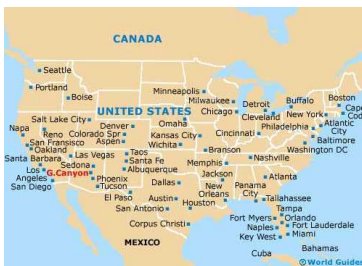 CANADA
Seattle
Portland
Boise
Minneapolis
Milwaukee
Detroit
Buffalo
Boston
Cape
Cod
UNITED STATES
Chicago
Cleveland
New York
Salt Lake City
Denver
Omaha
Philadelphia
Atlantic
City
Napa
Reno
Colorado Spr
Kansas City
Cincinnati
Baltimore
San Fransisco
Aspen
Wichita
Washington DC
Oakland
Las Vegas
Taos
Branson
Santa Barbara
Sedona
Santa Fe
Nashville
Los
Angeles
G.Canyon
Albuquerque
Memphis
San Diego
Phoenix
Dallas
Jackson
Atlanta
Tucson
New
Orleans
Panama
City
El Paso
Austin
Houston
Tallahassee
San Antonio
Tampa
Orlando
Corpus Christi
Fort Myers
Fort Lauderdale
Naples
Miami
MEXICO
Key West
Cuba
Bahamas
© World Guides